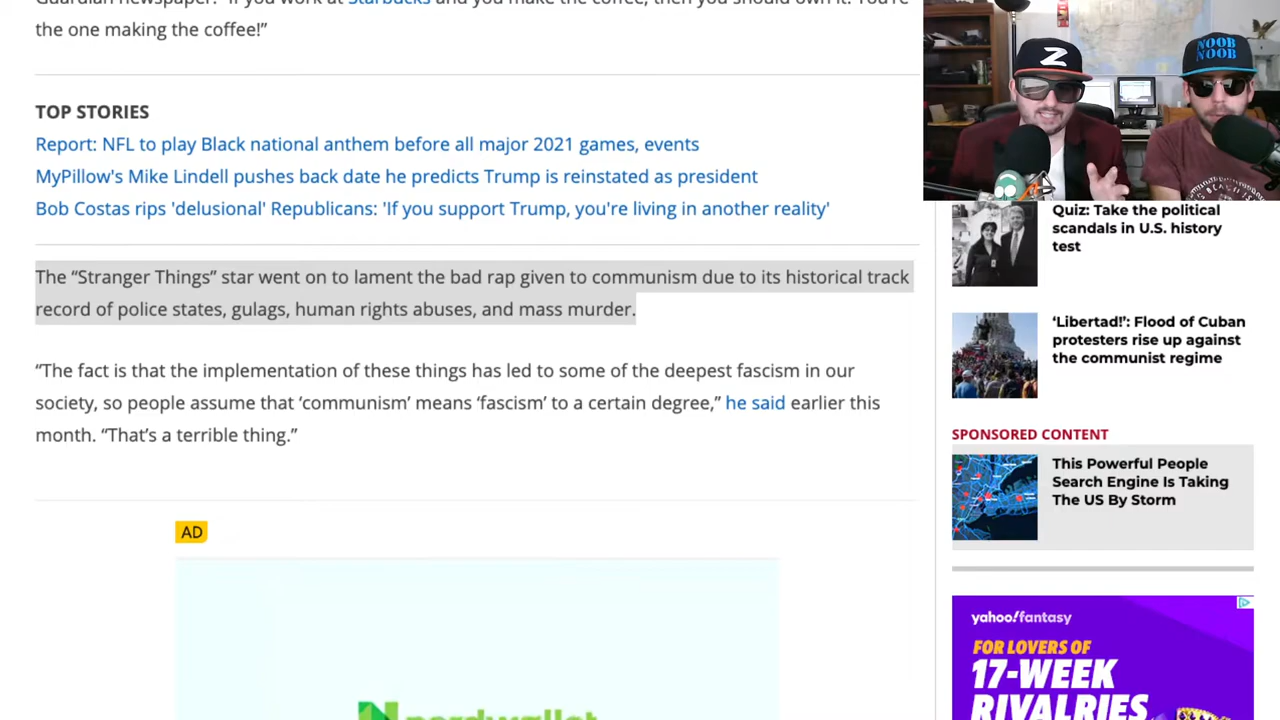 Guardian newspaper. "If you work at Starbucks and you make the coffee, then you should own it. You're
the one making the coffee!”
TOP STORIES
Report: NFL to play Black national anthem before all major 2021 games, events
MyPillow's Mike Lindell pushes back date he predicts Trump is reinstated as president
Bob Costas rips 'delusional' Republicans: 'If you support Trump, you're living in another reality'
The “Stranger Things” star went on to lament the bad rap given to communism due to its historical track
record of police states, gulags, human rights abuses, and mass murder.
“The fact is that the implementation of these things has led to some of the deepest fascism in our
society, so people assume that ‘communism’ means ‘fascism’ to a certain degree,” he said earlier this
month. “That’s a terrible thing.”
AD
nerdwallet
Z
NOOB
NOOB
Quiz: Take the political
scandals in U.S. history
test
‘Libertad!’: Flood of Cuban
protesters rise up against
the communist regime
SPONSORED CONTENT
This Powerful People
Search Engine Is Taking
The US By Storm
yahoo!fantasy
FOR LOVERS OF
17-WEEK
RIVALRIES